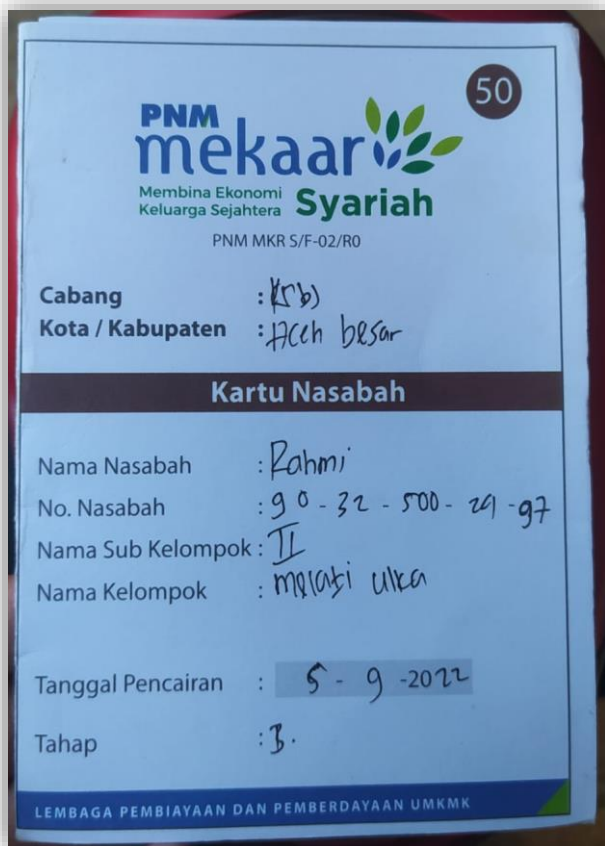 50
PNM
mekaar
Membina Ekonomi
Keluarga Sejahtera Syariah
PNM MKR S/F-02/R0
Cabang :
Kota / Kabupaten : Aceh besar
Kartu Nasabah
Nama Nasabah : Rahmi
No. Nasabah : 90 - 32 - 500 - 29 - 97
Nama Sub Kelompok : II
Nama Kelompok : melati
Tanggal Pencairan : 5 - 9 - 2022
Tahap : 3.
LEMBAGA PEMBIAYAAN DAN PEMBERDAYAAN UMKMK